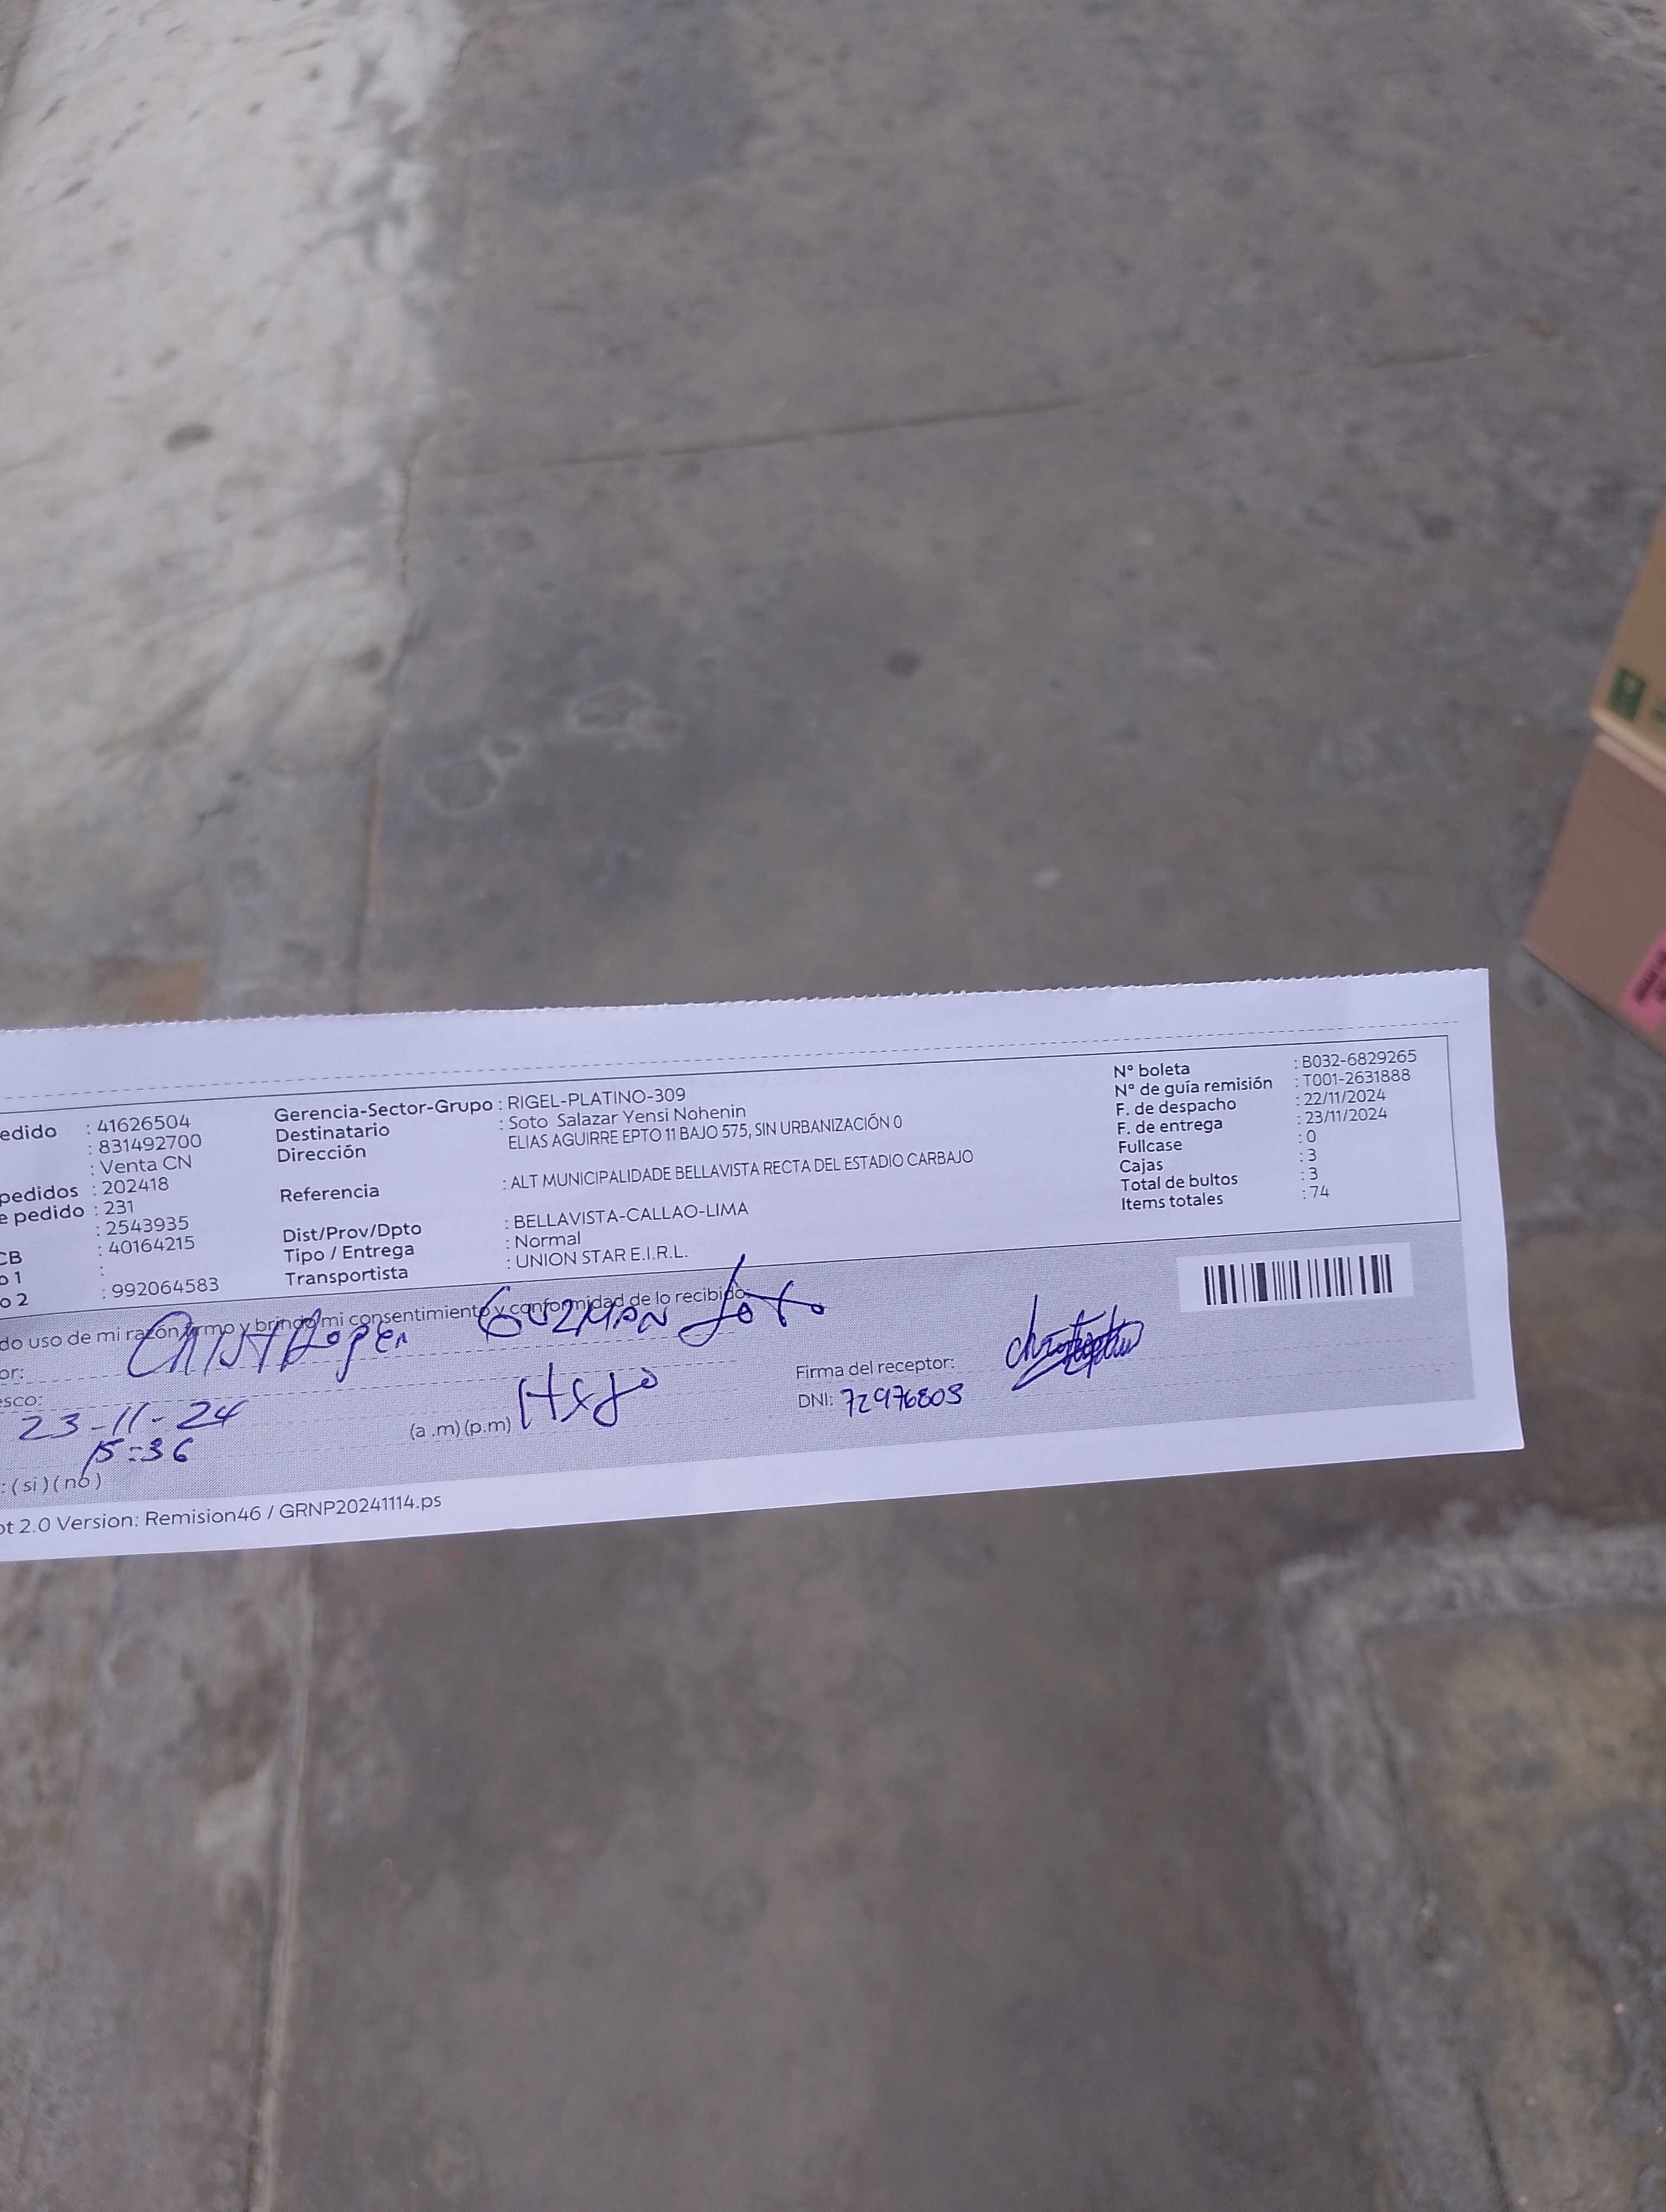 edido : 41626504
: 831492700
: Venta CN
pedidos : 202418
e pedido : 231
: 2543935
CB : 40164215
o 1 :
o 2 : 992064583
Gerencia-Sector-Grupo : RIGEL-PLATINO-309
Destinatario : Soto Salazar Yensi Nohenin
Dirección ELIAS AGUIRRE EPTO 11 BAJO 575, SIN URBANIZACIÓN 0
Referencia : ALT MUNICIPALIDADE BELLAVISTA RECTA DEL ESTADIO CARBAJO
Dist/Prov/Dpto : BELLAVISTA-CALLAO-LIMA
Tipo / Entrega : Normal
Transportista : UNION STAR E.I.R.L.
N° boleta : B032-6829265
N° de guía remisión : T001-2631888
F. de despacho : 22/11/2024
F. de entrega : 23/11/2024
Fullcase : 0
Cajas : 3
Total de bultos : 3
Items totales : 74
do uso de mi razón firmo y brindo mi consentimiento y conformidad de lo recibido
or: Christhoper Guzman Soto
esco: Hijo
23-11-24
15:36
(a .m) (p.m)
Firma del receptor:
DNI: 72976803
: ( si ) ( no )
ot 2.0 Version: Remision46 / GRNP20241114.ps